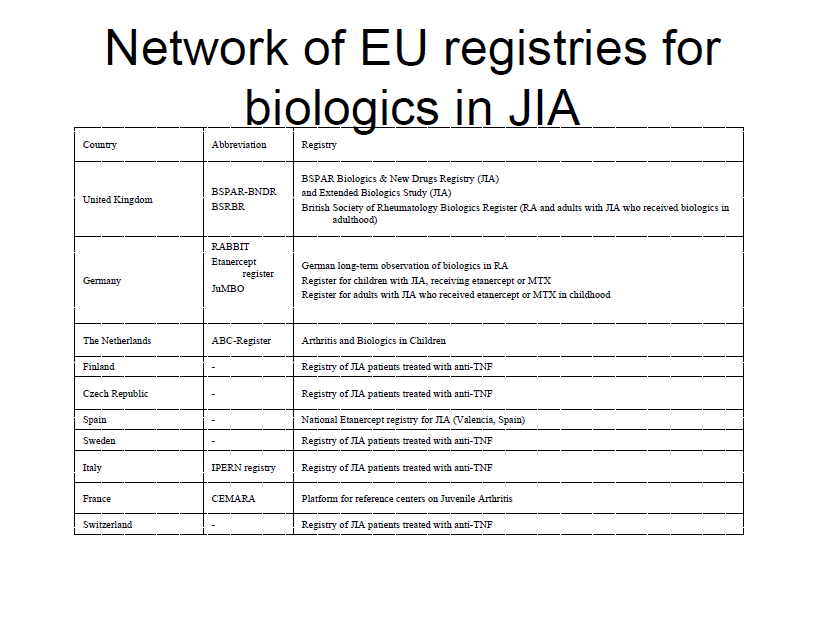 Network of EU registries for
biologics in JIA
Country Abbreviation Registry
United Kingdom
BSPAR-BNDR
BSRBR
BSPAR Biologics & New Drugs Registry (JIA)
and Extended Biologics Study (JIA)
British Society of Rheumatology Biologics Register (RA and adults with JIA who received biologics in
adulthood)
Germany
RABBIT
Etanercept
register
JuMBO
German long-term observation of biologics in RA
Register for children with JIA, receiving etanercept or MTX
Register for adults with JIA who received etanercept or MTX in childhood
The Netherlands ABC-Register Arthritis and Biologics in Children
Finland - Registry of JIA patients treated with anti-TNF
Czech Republic - Registry of JIA patients treated with anti-TNF
Spain - National Etanercept registry for JIA (Valencia, Spain)
Sweden - Registry of JIA patients treated with anti-TNF
Italy IPERN registry Registry of JIA patients treated with anti-TNF
France CEMARA Platform for reference centers on Juvenile Arthritis
Switzerland - Registry of JIA patients treated with anti-TNF